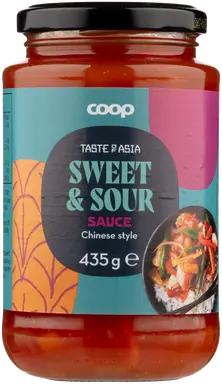 coop
TASTE OF ASIA
SWEET
& SOUR
SAUCE
Chinese style
435 g ℮